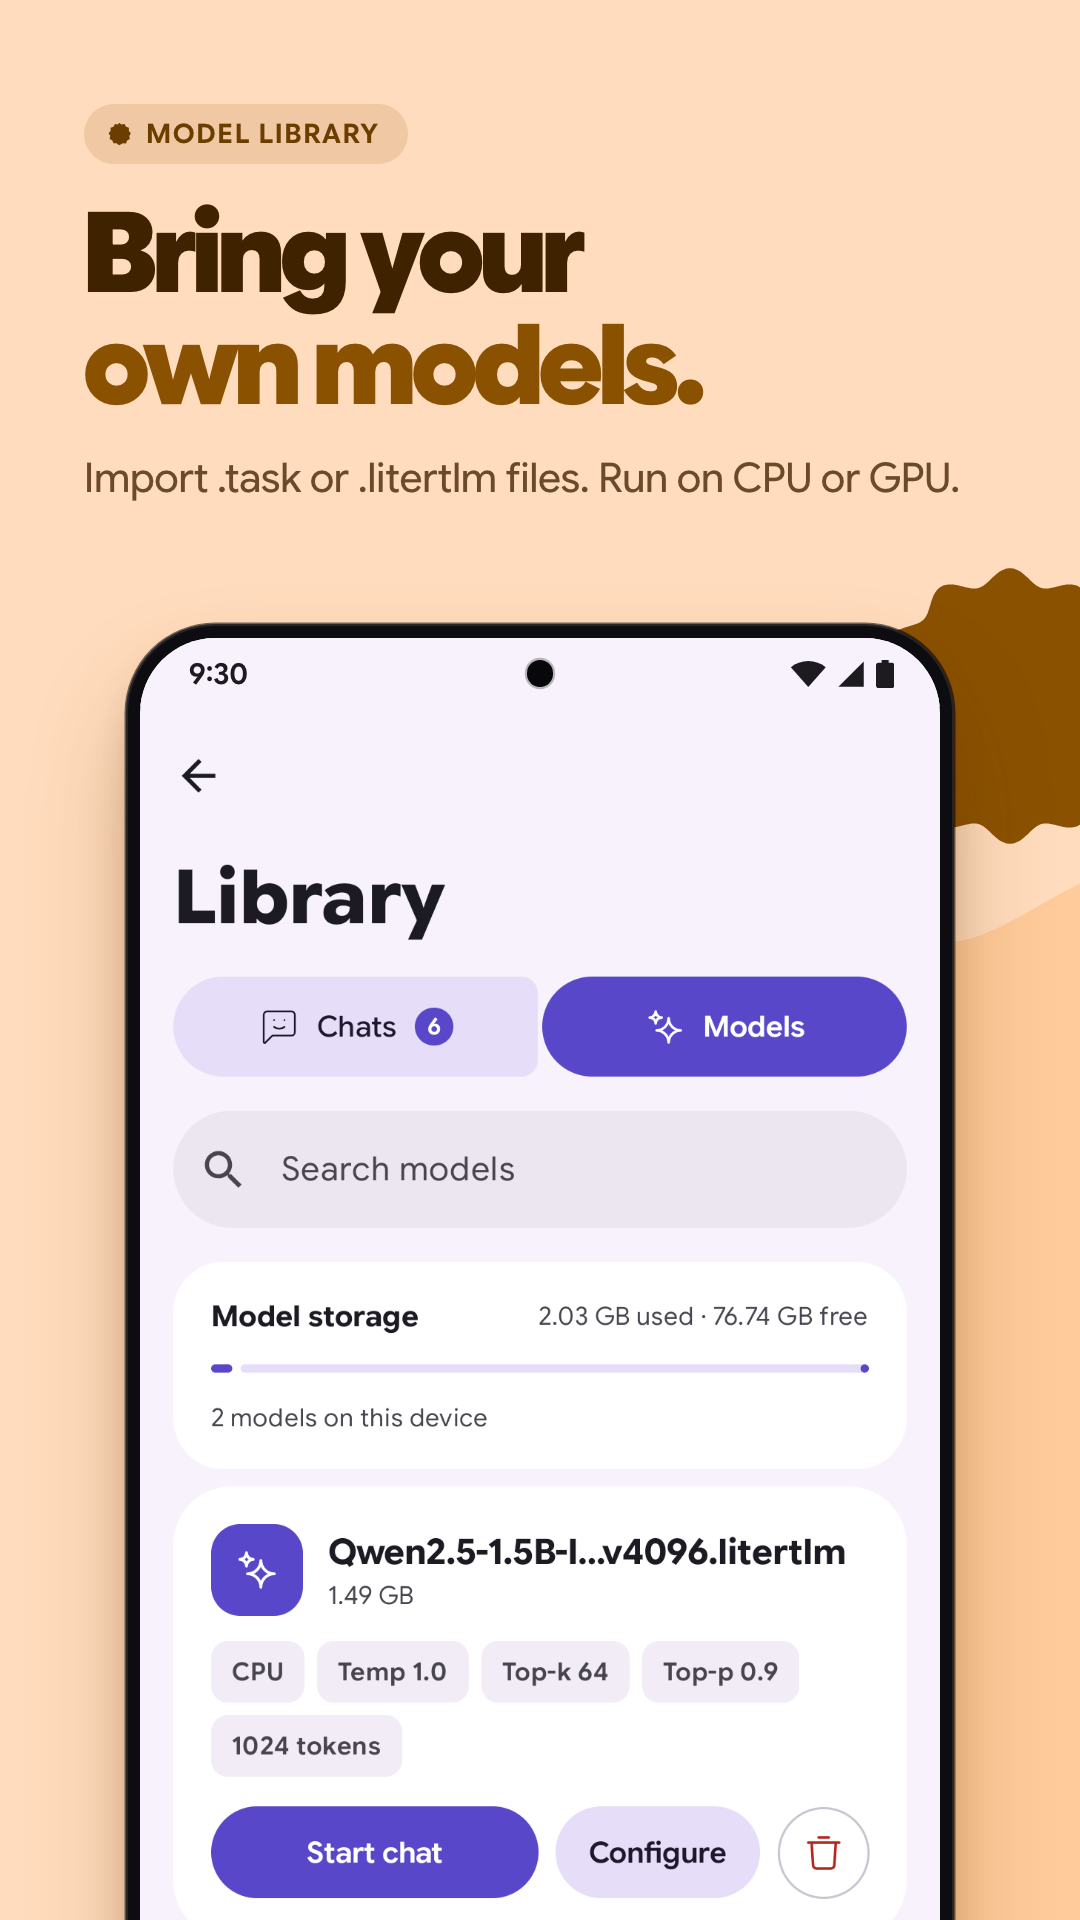 MODEL LIBRARY
Bring your
own models.
Import .task or .litertlm files. Run on CPU or GPU.
9:30
Library
Chats 6
Models
Search models
Model storage
2.03 GB used · 76.74 GB free
2 models on this device
Qwen2.5-1.5B-I...v4096.litertlm
1.49 GB
CPU
Temp 1.0
Top-k 64
Top-p 0.9
1024 tokens
Start chat
Configure